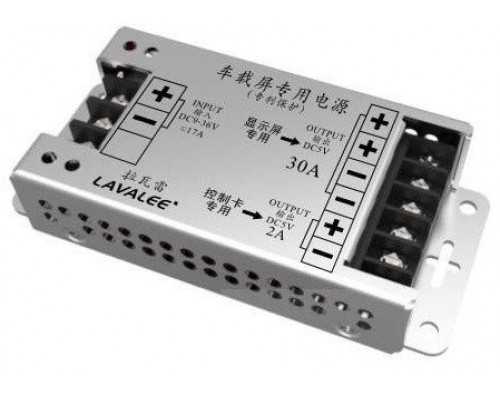 车载屏专用电源
(专利保护)
+
−
INPUT
输入
DC9-36V
≤17A
显示屏
专用
OUTPUT
输出
DC5V
30A
+
+
−
−
控制卡
专用
OUTPUT
输出
DC5V
2A
+
−
拉瓦雷
LAVALEE